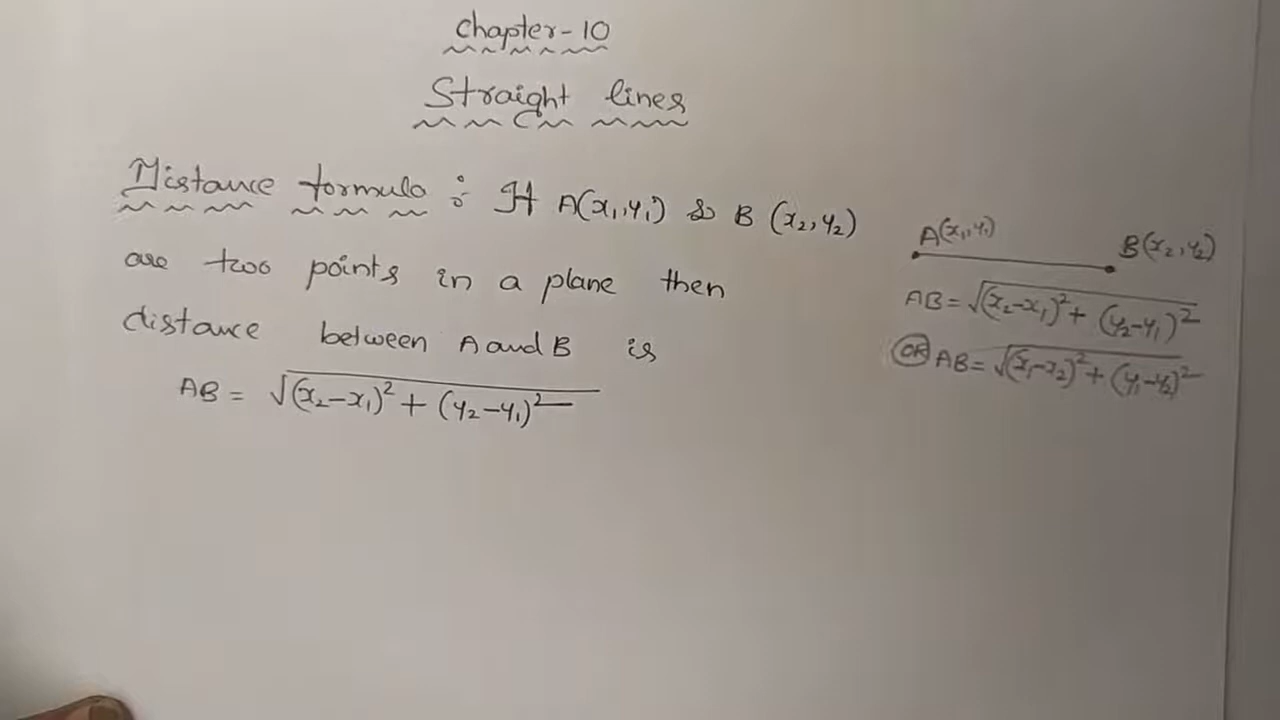 Chapter-10
Straight lines
Distance formula : If A(x₁,y₁) & B (x₂,y₂)
are two points in a plane then
distance between A and B is
AB = √(x₂-x₁)² + (y₂-y₁)²
A(x₁,y₁) B(x₂,y₂)
AB = √(x₂-x₁)² + (y₂-y₁)²
OR AB = √(x₁-x₂)² + (y₁-y₂)²